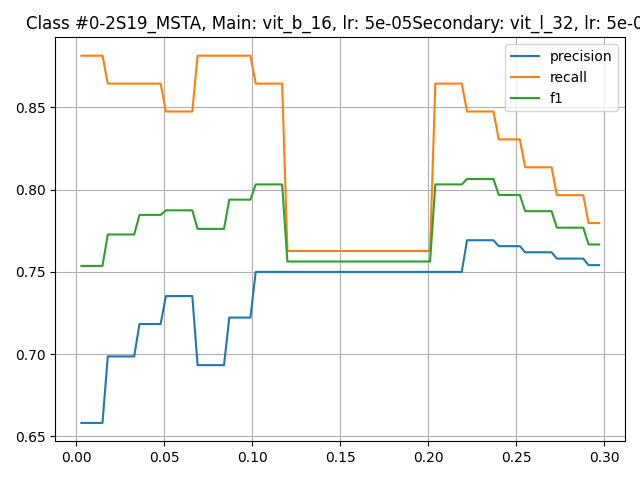 Class #0-2S19_MSTA, Main: vit_b_16, lr: 5e-05Secondary: vit_l_32, lr: 5e-0
precision
recall
f1
0.85
0.80
0.75
0.70
0.65
0.00 0.05 0.10 0.15 0.20 0.25 0.30